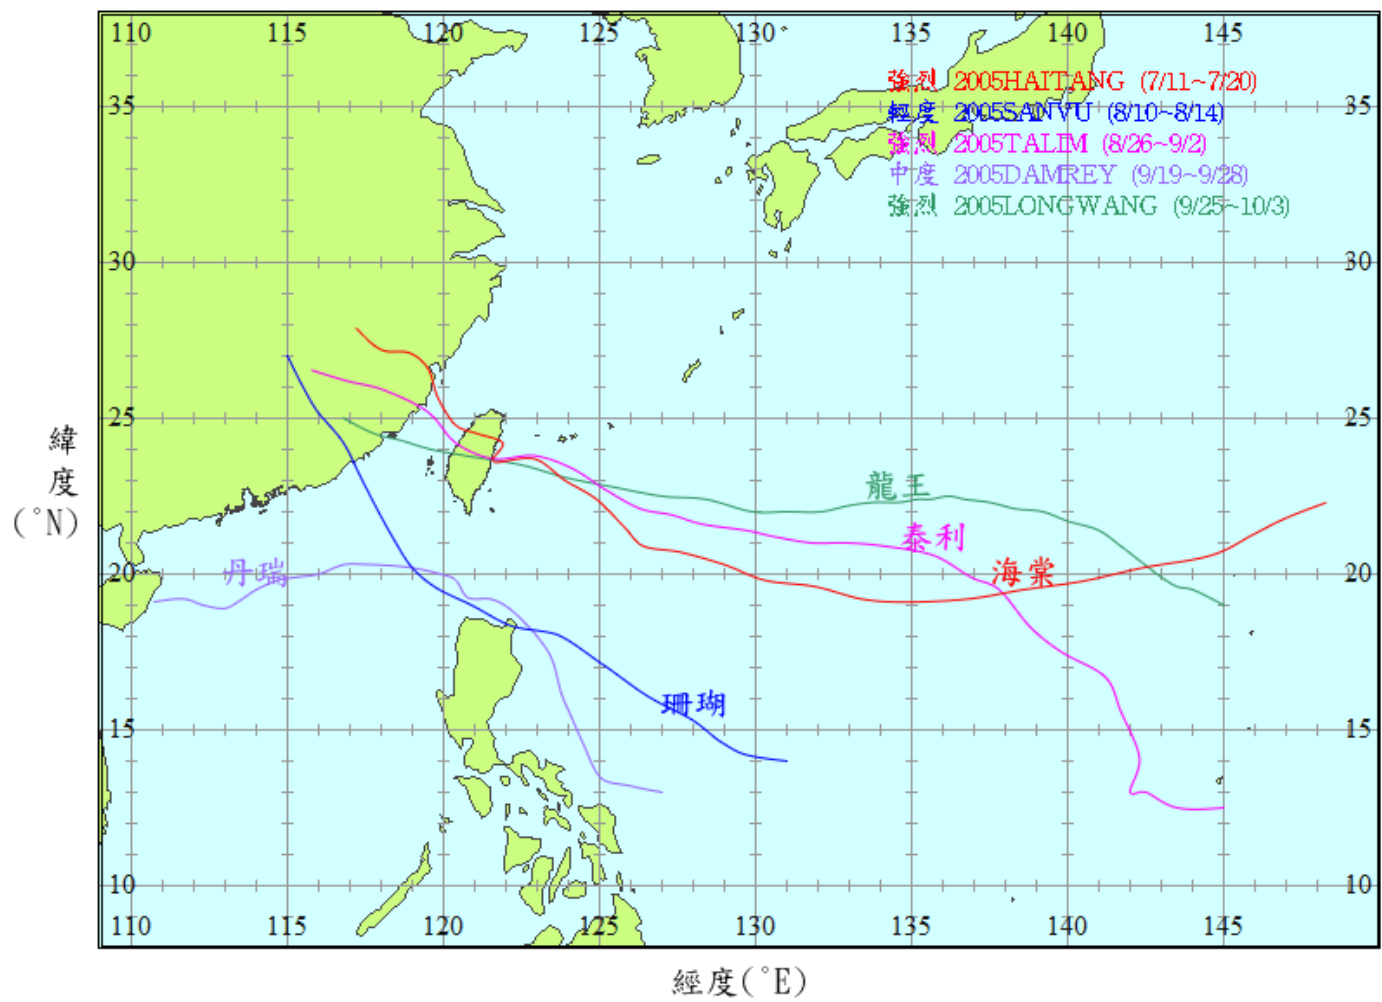 110 115 120 125 130 135 140 145
強烈 2005HAITANG (7/11~7/20)
35 35
輕度 2005SANVU (8/10~8/14)
強烈 2005TALIM (8/26~9/2)
中度 2005DAMREY (9/19~9/28)
強烈 2005LONGWANG (9/25~10/3)
30 30
25 25
緯度(°N)
龍王
泰利
丹瑞
海棠
20 20
珊瑚
15 15
10 10
110 115 120 125 130 135 140 145
經度(°E)